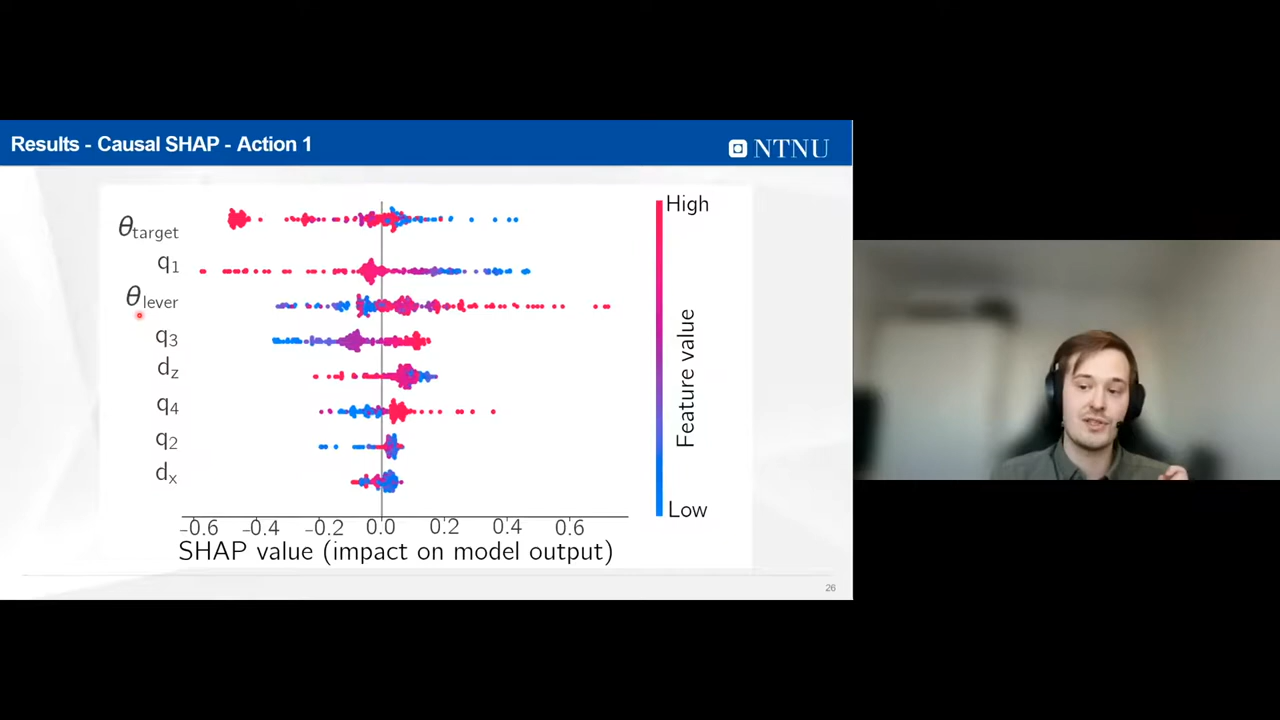 Results - Causal SHAP - Action 1
NTNU
θtarget
q1
θlever
q3
dz
q4
q2
dx
High
Feature value
Low
−0.6 −0.4 −0.2 0.0 0.2 0.4 0.6
SHAP value (impact on model output)
26